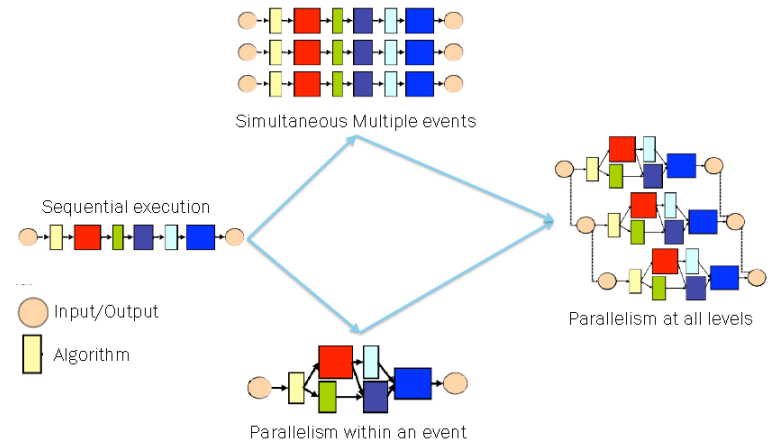 Simultaneous Multiple events
Sequential execution
Input/Output
Algorithm
Parallelism at all levels
Parallelism within an event